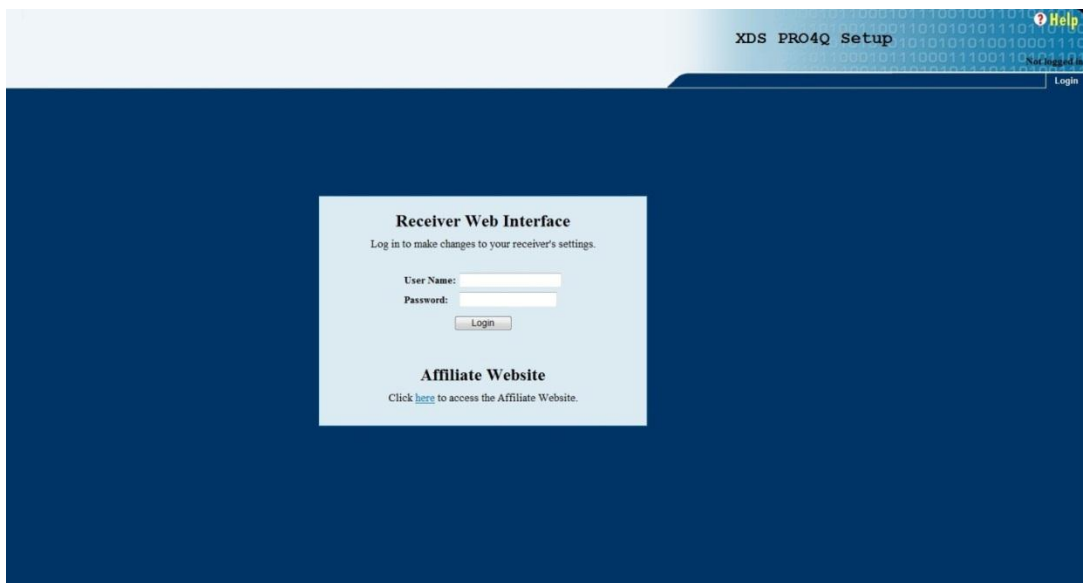 Help
XDS PRO4Q Setup
Not logged in
Login
Receiver Web Interface
Log in to make changes to your receiver's settings.
User Name:
Password:
Login
Affiliate Website
Click here to access the Affiliate Website.